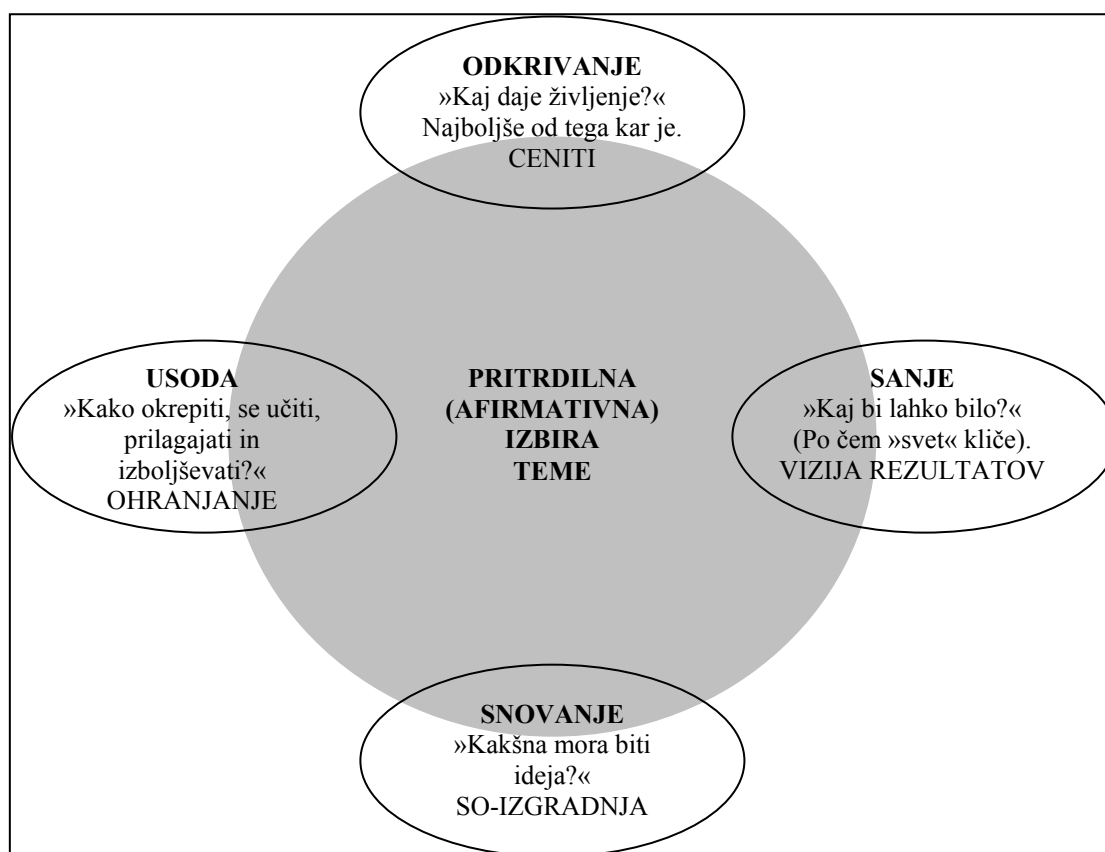 ODKRIVANJE
»Kaj daje življenje?«
Najboljše od tega kar je.
CENITI
USODA
»Kako okrepiti, se učiti,
prilagajati in
izboljševati?«
OHRANJANJE
PRITRDILNA
(AFIRMATIVNA)
IZBIRA
TEME
SANJE
»Kaj bi lahko bilo?«
(Po čem »svet« kliče).
VIZIJA REZULTATOV
SNOVANJE
»Kakšna mora biti
ideja?«
SO-IZGRADNJA